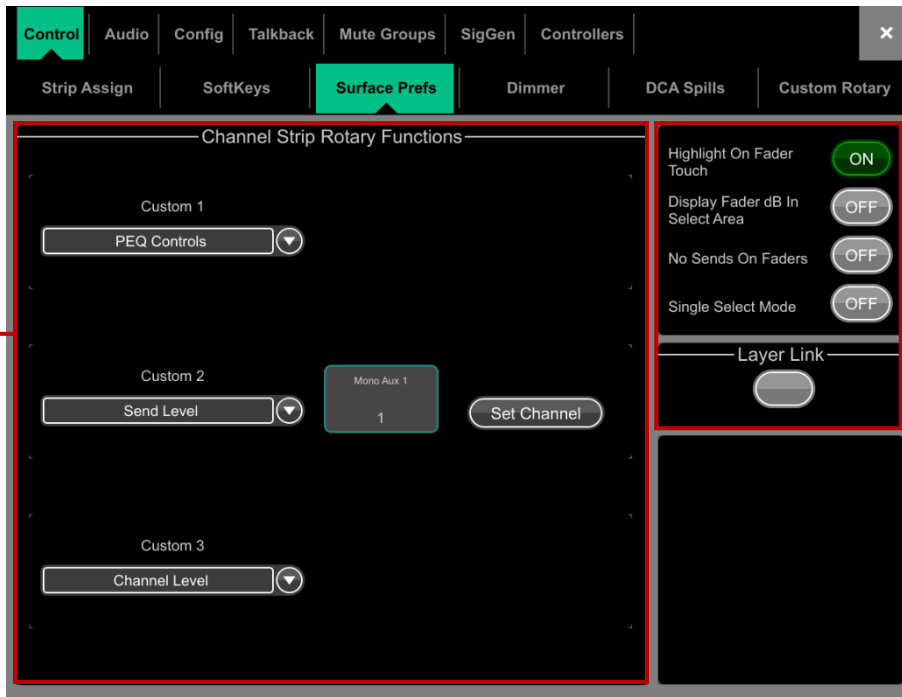 Control Audio Config Talkback Mute Groups SigGen Controllers ×
Strip Assign SoftKeys Surface Prefs Dimmer DCA Spills Custom Rotary
Channel Strip Rotary Functions
Custom 1
PEQ Controls
Custom 2
Send Level
Mono Aux 1
1
Set Channel
Custom 3
Channel Level
Highlight On Fader
Touch
ON
Display Fader dB In
Select Area
OFF
No Sends On Faders
OFF
Single Select Mode
OFF
Layer Link